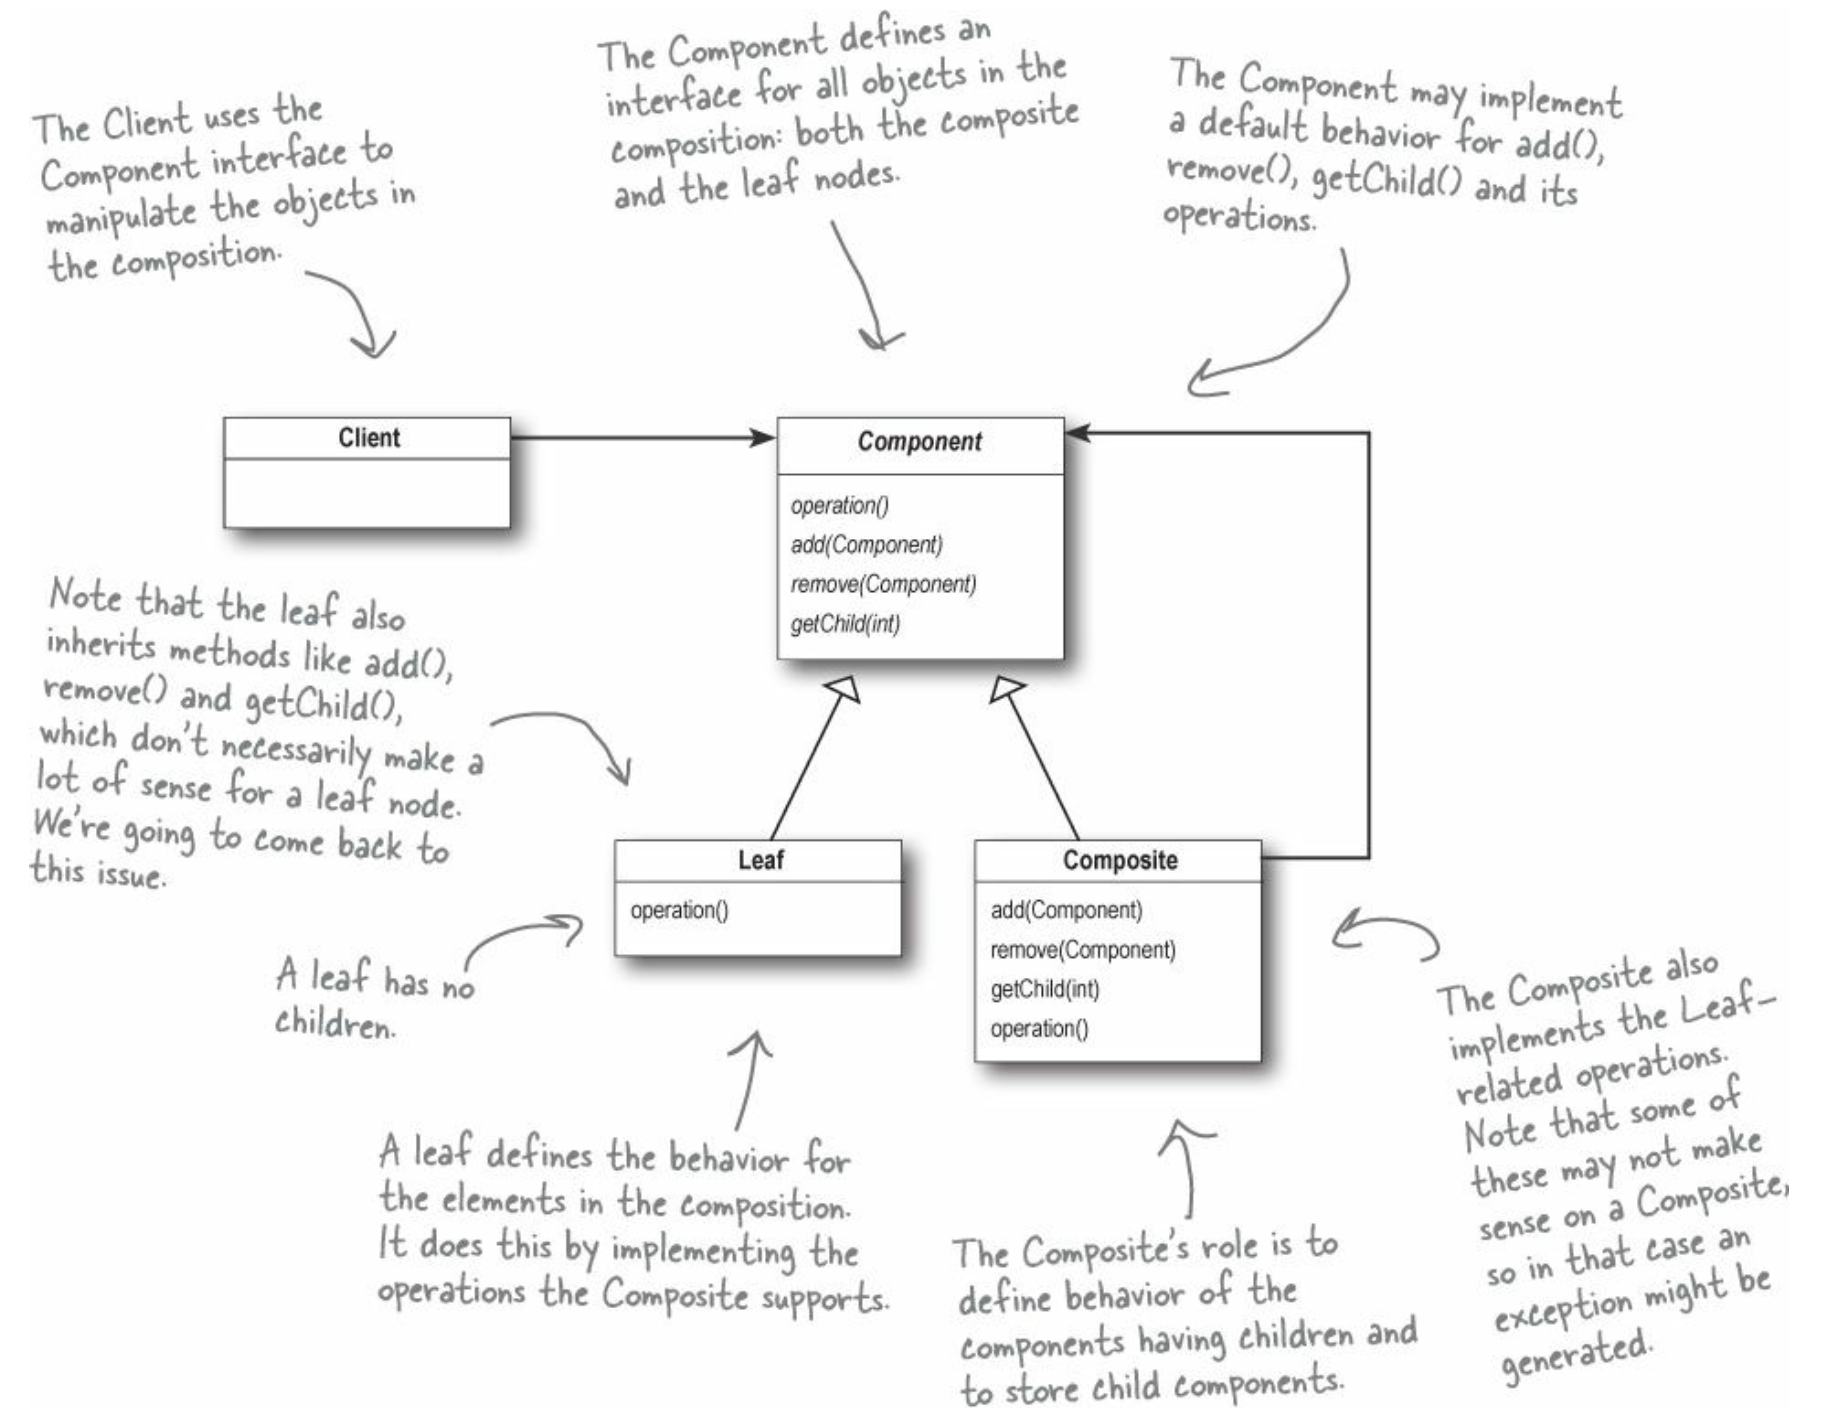 The Client uses the
Component interface to
manipulate the objects in
the composition.
The Component defines an
interface for all objects in the
composition: both the composite
and the leaf nodes.
The Component may implement
a default behavior for add(),
remove(), getChild() and its
operations.
Client
Component
operation()
add(Component)
remove(Component)
getChild(int)
Note that the leaf also
inherits methods like add(),
remove() and getChild(),
which don't necessarily make a
lot of sense for a leaf node.
We're going to come back to
this issue.
Leaf
operation()
Composite
add(Component)
remove(Component)
getChild(int)
operation()
A leaf has no
children.
The Composite also
implements the Leaf-
related operations.
Note that some of
these may not make
sense on a Composite,
so in that case an
exception might be
generated.
A leaf defines the behavior for
the elements in the composition.
It does this by implementing the
operations the Composite supports.
The Composite's role is to
define behavior of the
components having children and
to store child components.